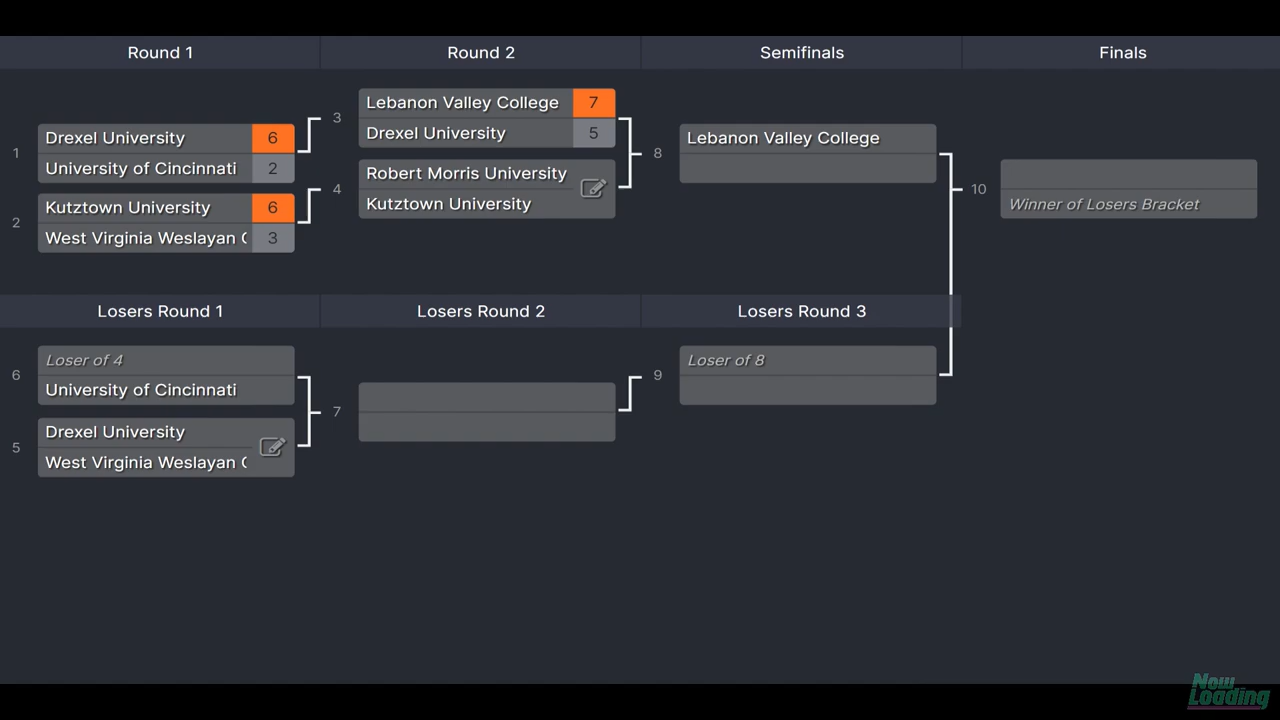 Round 1
Round 2
Semifinals
Finals
1
Drexel University 6
University of Cincinnati 2
2
Kutztown University 6
West Virginia Weslayan C 3
3
Lebanon Valley College 7
Drexel University 5
4
Robert Morris University
Kutztown University
8
Lebanon Valley College
10
Winner of Losers Bracket
Losers Round 1
Losers Round 2
Losers Round 3
6
Loser of 4
University of Cincinnati
5
Drexel University
West Virginia Weslayan C
7
9
Loser of 8
Now
Loading